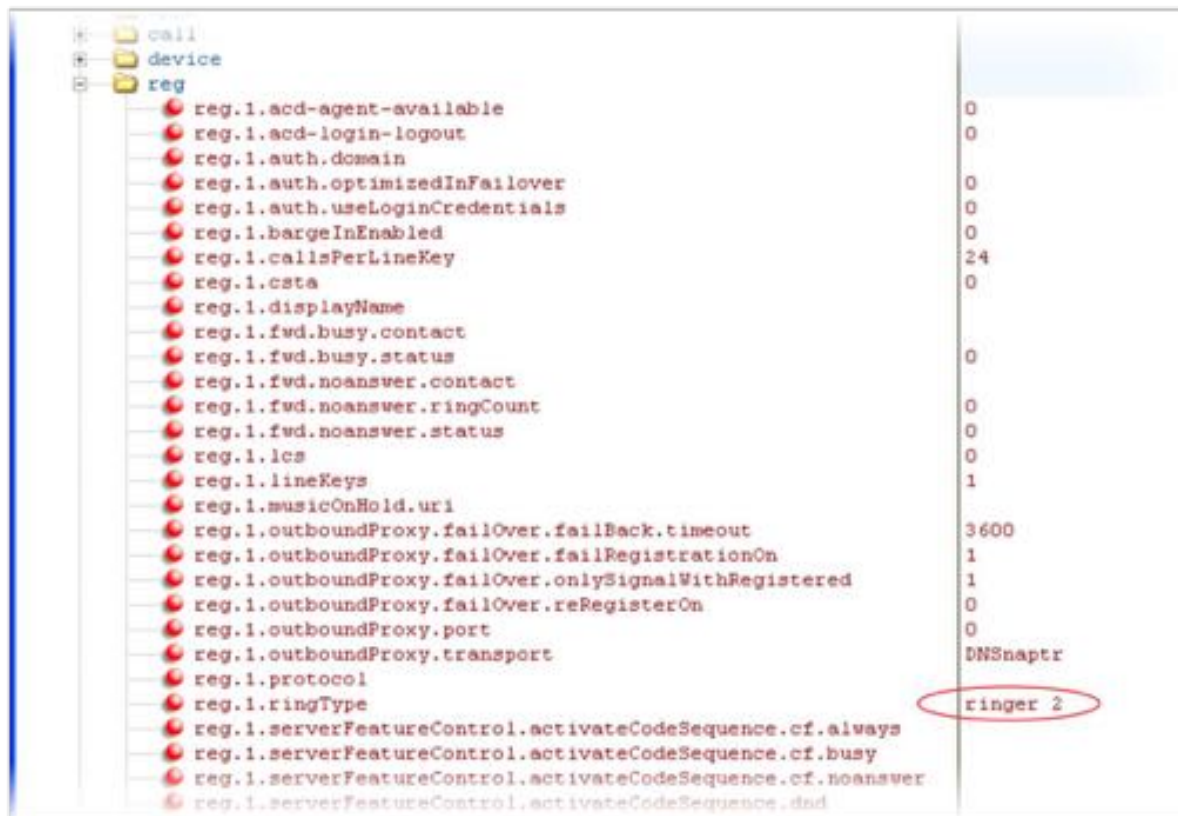 call
device
reg
reg.1.acd-agent-available 0
reg.1.acd-login-logout 0
reg.1.auth.domain
reg.1.auth.optimizedInFailover 0
reg.1.auth.useLoginCredentials 0
reg.1.bargeInEnabled 0
reg.1.callsPerLineKey 24
reg.1.csta 0
reg.1.displayName
reg.1.fwd.busy.contact
reg.1.fwd.busy.status 0
reg.1.fwd.noanswer.contact
reg.1.fwd.noanswer.ringCount 0
reg.1.fwd.noanswer.status 0
reg.1.lcs 0
reg.1.lineKeys 1
reg.1.musicOnHold.uri
reg.1.outboundProxy.failOver.failBack.timeout 3600
reg.1.outboundProxy.failOver.failRegistrationOn 1
reg.1.outboundProxy.failOver.onlySignalWithRegistered 1
reg.1.outboundProxy.failOver.reRegisterOn 0
reg.1.outboundProxy.port 0
reg.1.outboundProxy.transport DNSnaptr
reg.1.protocol
reg.1.ringType ringer 2
reg.1.serverFeatureControl.activateCodeSequence.cf.always
reg.1.serverFeatureControl.activateCodeSequence.cf.busy
reg.1.serverFeatureControl.activateCodeSequence.cf.noanswer
reg.1.serverFeatureControl.activateCodeSequence.dnd